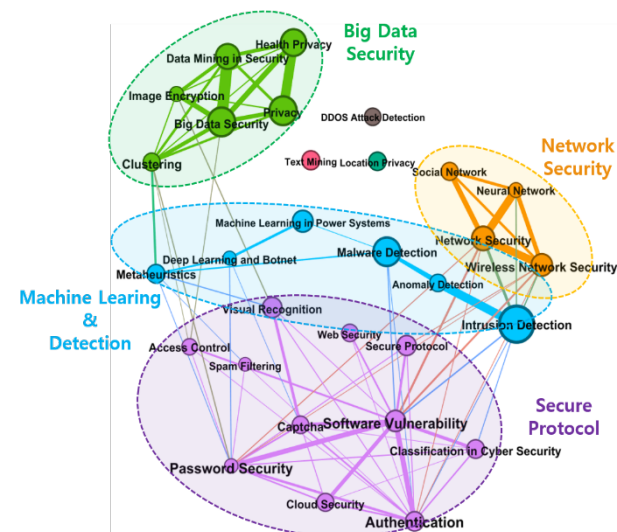 Big Data
Security
Health Privacy
Data Mining in Security
Image Encryption
Privacy
Big Data Security
Clustering
DDOS Attack Detection
Text Mining
Location Privacy
Network
Security
Social Network
Neural Network
Network Security
Wireless Network Security
Machine Learning in Power Systems
Malware Detection
Deep Learning and Botnet
Metaheuristics
Anomaly Detection
Intrusion Detection
Machine Learing
&
Detection
Visual Recognition
Web Security
Access Control
Secure Protocol
Spam Filtering
Secure
Protocol
Software Vulnerability
Captcha
Classification in Cyber Security
Password Security
Cloud Security
Authentication